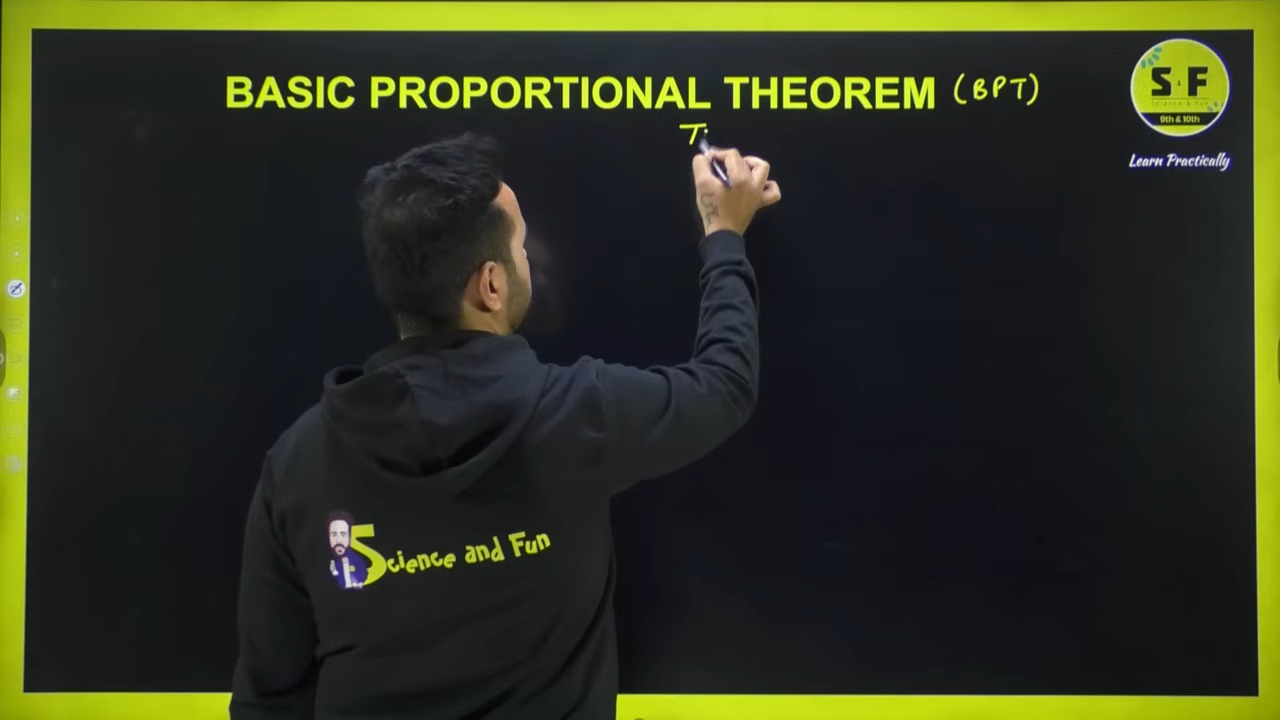 BASIC PROPORTIONAL THEOREM (BPT)
T
S F
Science & Fun
9th & 10th
Learn Practically
Science and Fun